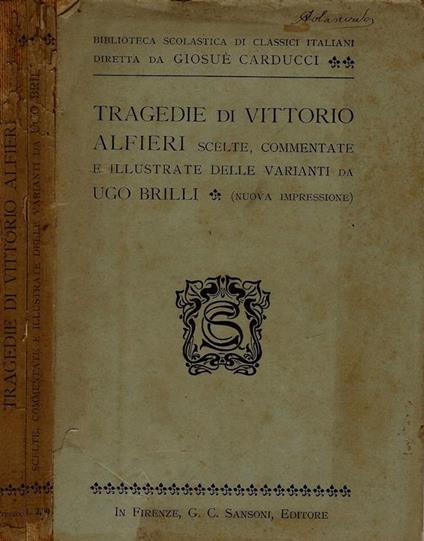 BIBLIOTECA SCOLASTICA DI CLASSICI ITALIANI
DIRETTA DA GIOSUÈ CARDUCCI
TRAGEDIE DI VITTORIO
ALFIERI SCELTE, COMMENTATE
E ILLUSTRATE DELLE VARIANTI DA
UGO BRILLI (NUOVA IMPRESSIONE)
IN FIRENZE, G. C. SANSONI, EDITORE
TRAGEDIE DI VITTORIO ALFIERI
SCELTE, COMMENTATE E ILLUSTRATE DELLE VARIANTI DA UGO BRIL